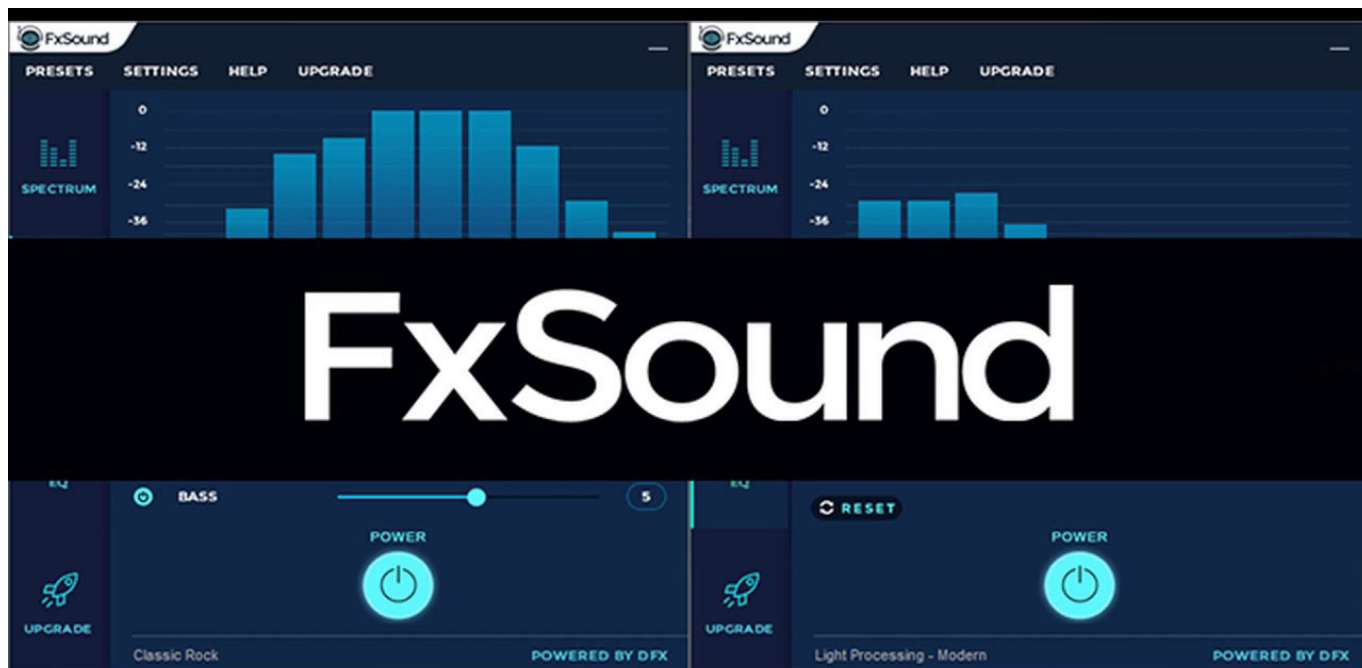 FxSound
PRESETS SETTINGS HELP UPGRADE
0
-12
-24
-36
SPECTRUM
FxSound
PRESETS SETTINGS HELP UPGRADE
0
-12
-24
-36
SPECTRUM
FxSound
EQ
BASS 5
POWER
UPGRADE
Classic Rock POWERED BY DFX
EQ
RESET
POWER
UPGRADE
Light Processing - Modern POWERED BY DFX